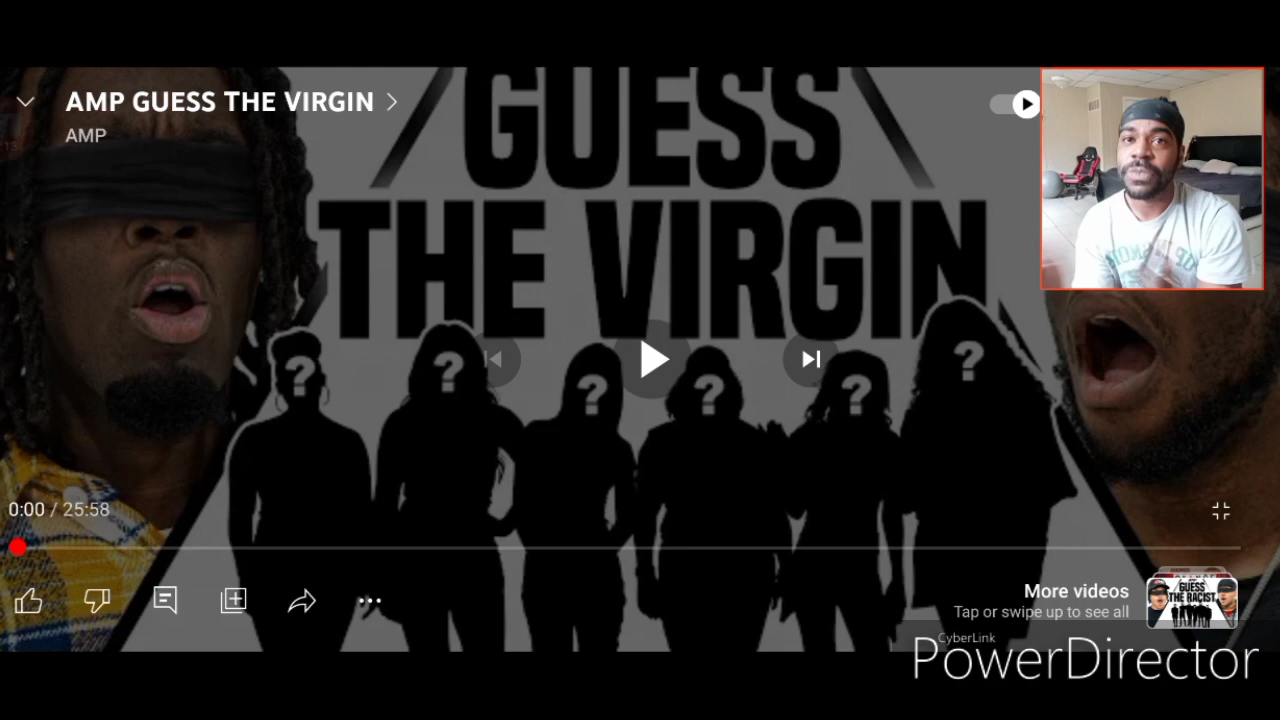 GUESS
THE VIRGIN
AMP GUESS THE VIRGIN
AMP
? ? ? ? ? ?
0:00 / 25:58
More videos
Tap or swipe up to see all
GUESS
THE RACIST
CyberLink
PowerDirector